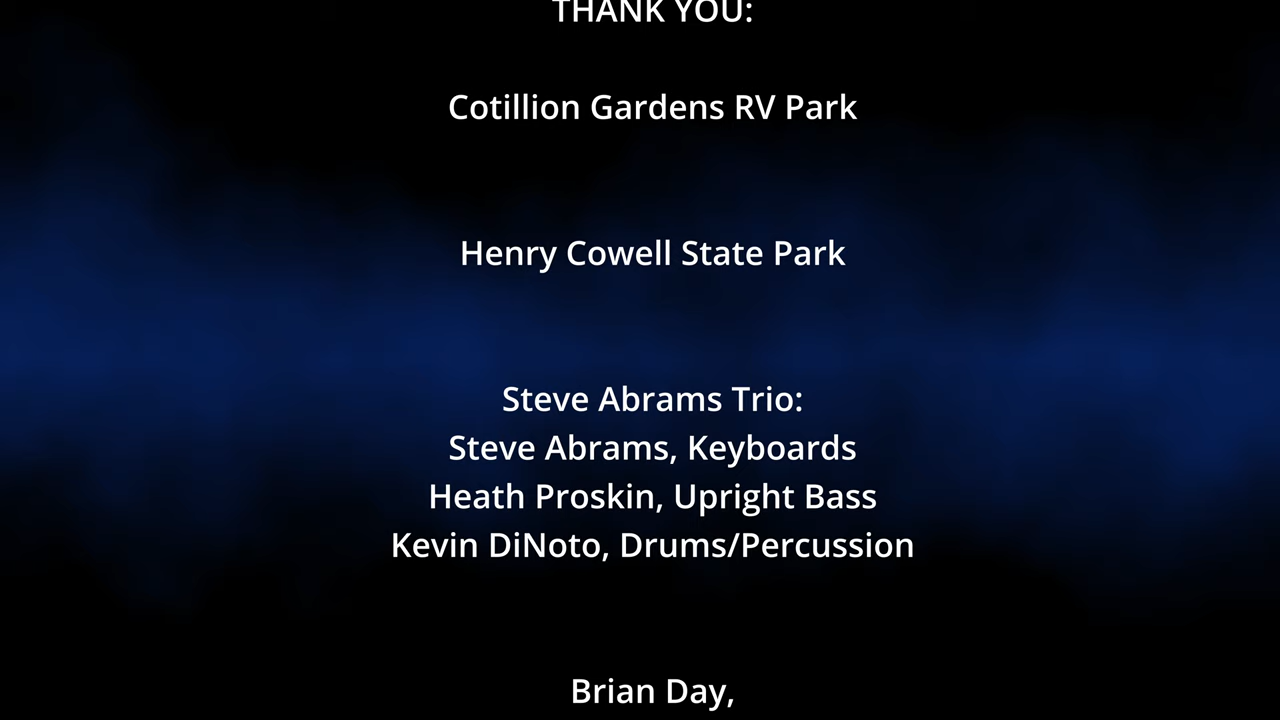 THANK YOU:
Cotillion Gardens RV Park
Henry Cowell State Park
Steve Abrams Trio:
Steve Abrams, Keyboards
Heath Proskin, Upright Bass
Kevin DiNoto, Drums/Percussion
Brian Day,